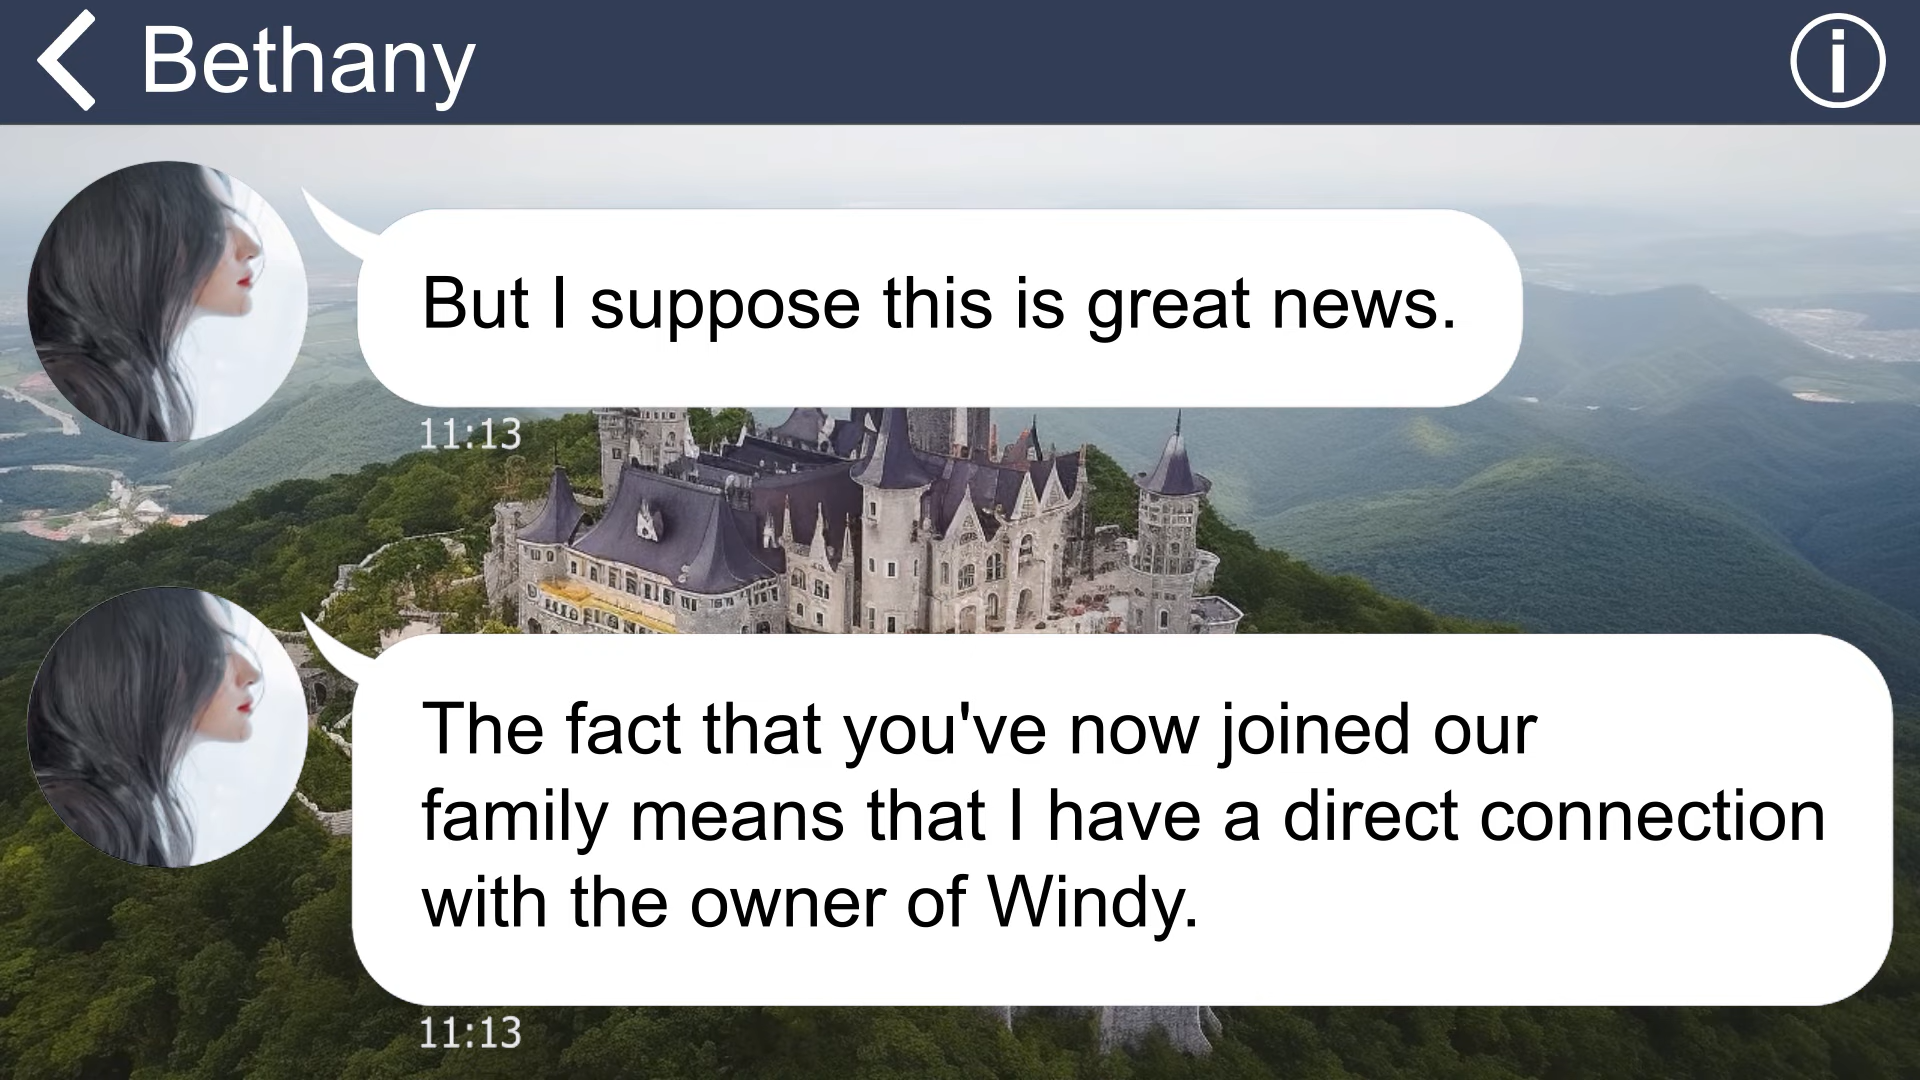 Bethany
But I suppose this is great news.
11:13
The fact that you've now joined our
family means that I have a direct connection
with the owner of Windy.
11:13